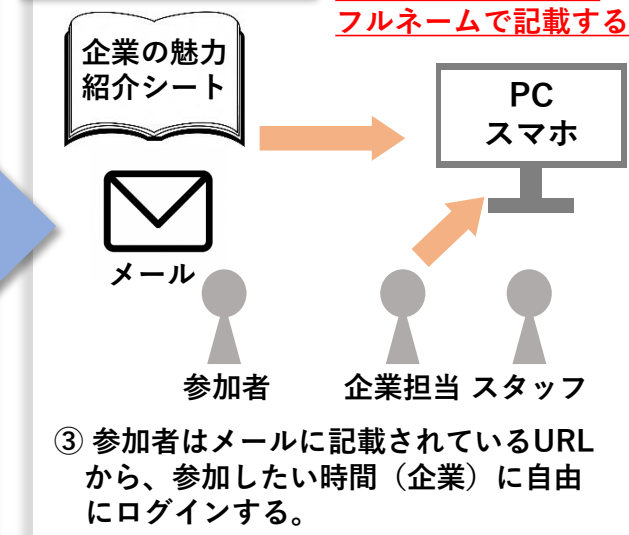 フルネームで記載する
企業の魅力
紹介シート
PC
スマホ
メール
参加者
企業担当 スタッフ
③ 参加者はメールに記載されているURL
から、参加したい時間（企業）に自由
にログインする。